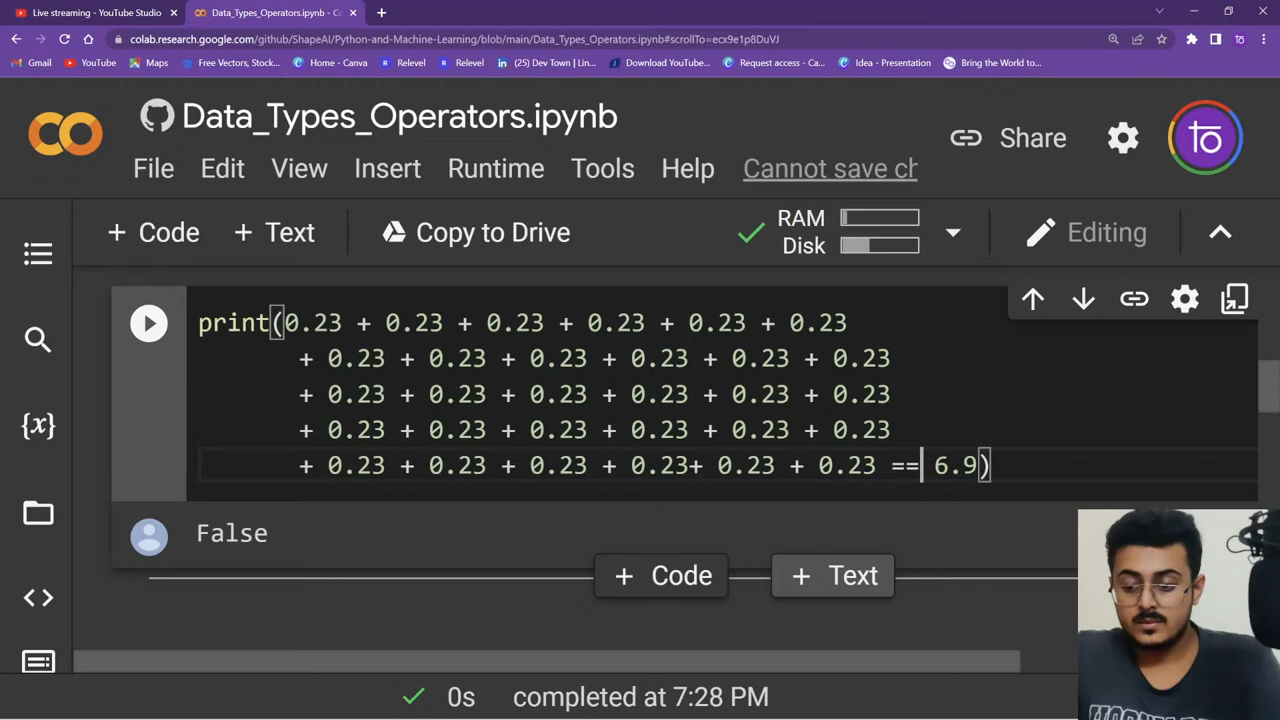 Live streaming - YouTube Studio
Data_Types_Operators.ipynb - Co
colab.research.google.com/github/ShapeAI/Python-and-Machine-Learning/blob/main/Data_Types_Operators.ipynb#scrollTo=ecx9e1p8DuVJ
to
Gmail YouTube Maps Free Vectors, Stock... Home - Canva Relevel Relevel (25) Dev Town | Lin... Download YouTube... Request access - Ca... Idea - Presentation Bring the World to...
Data_Types_Operators.ipynb
Share
to
File Edit View Insert Runtime Tools Help Cannot save ch
+ Code + Text Copy to Drive RAM Disk Editing
print(0.23 + 0.23 + 0.23 + 0.23 + 0.23 + 0.23
+ 0.23 + 0.23 + 0.23 + 0.23 + 0.23 + 0.23
+ 0.23 + 0.23 + 0.23 + 0.23 + 0.23 + 0.23
+ 0.23 + 0.23 + 0.23 + 0.23 + 0.23 + 0.23
+ 0.23 + 0.23 + 0.23 + 0.23+ 0.23 + 0.23 == 6.9)
{x}
False
+ Code + Text
0s completed at 7:28 PM